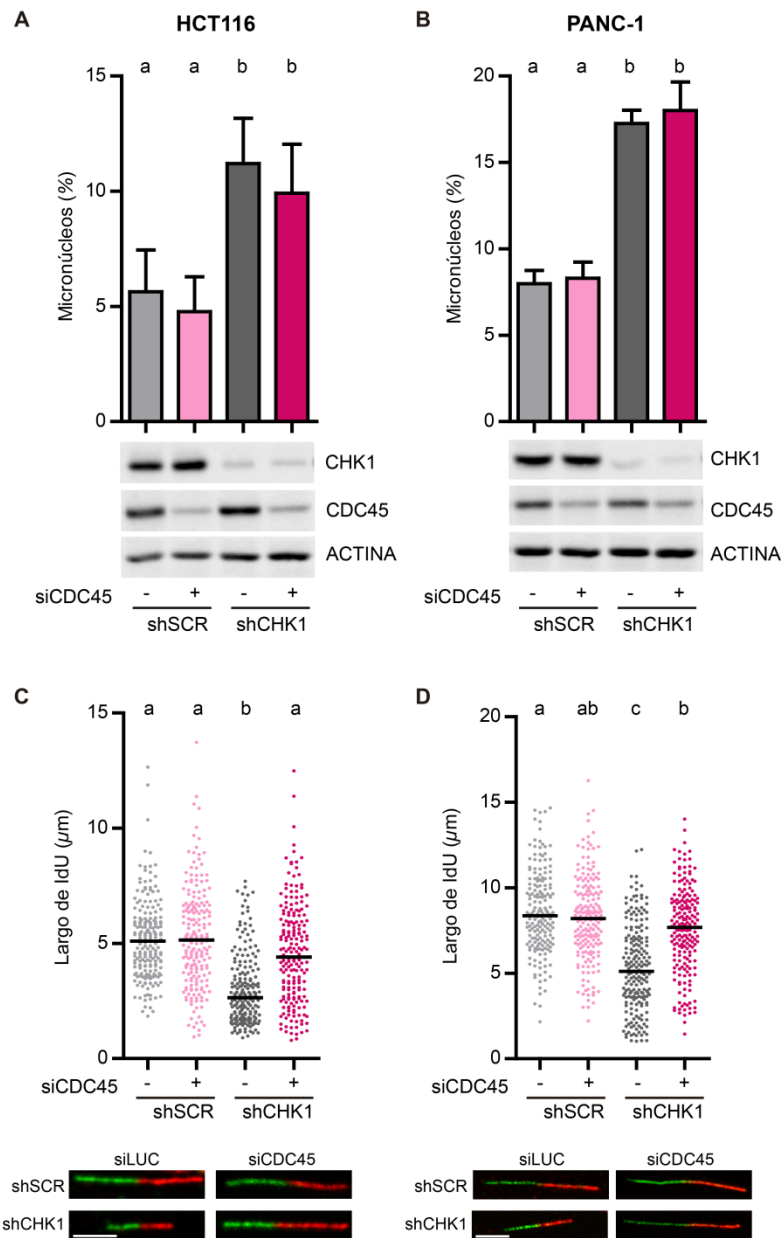 A HCT116
15
10
5
0
Micronúcleos (%)
a a b b
CHK1
CDC45
ACTINA
siCDC45 - + - +
shSCR shCHK1
B PANC-1
20
15
10
5
0
Micronúcleos (%)
a a b b
CHK1
CDC45
ACTINA
siCDC45 - + - +
shSCR shCHK1
C
15
10
5
0
Largo de IdU (µm)
a a b a
siCDC45 - + - +
shSCR shCHK1
siLUC siCDC45
shSCR
shCHK1
D
20
15
10
5
0
Largo de IdU (µm)
a ab c b
siCDC45 - + - +
shSCR shCHK1
siLUC siCDC45
shSCR
shCHK1